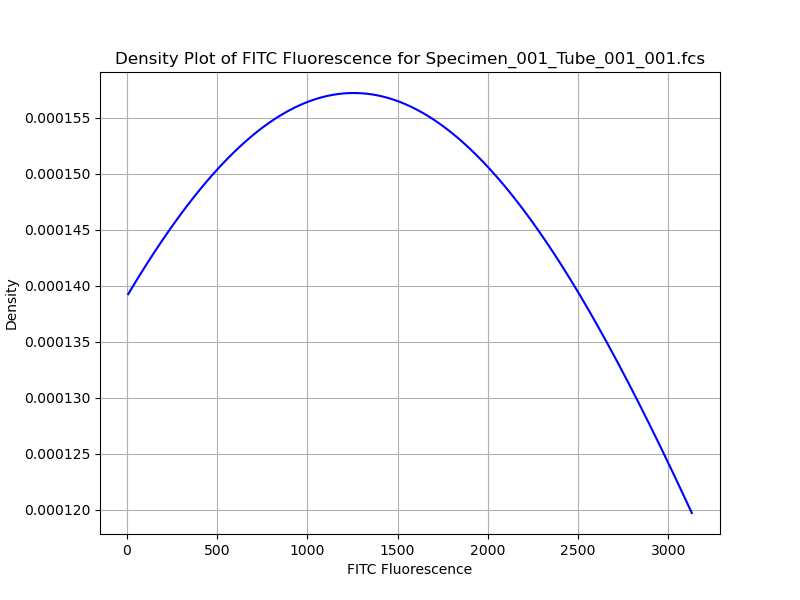 Density Plot of FITC Fluorescence for Specimen_001_Tube_001_001.fcs
0.000155
0.000150
0.000145
0.000140
0.000135
0.000130
0.000125
0.000120
Density
0 500 1000 1500 2000 2500 3000
FITC Fluorescence